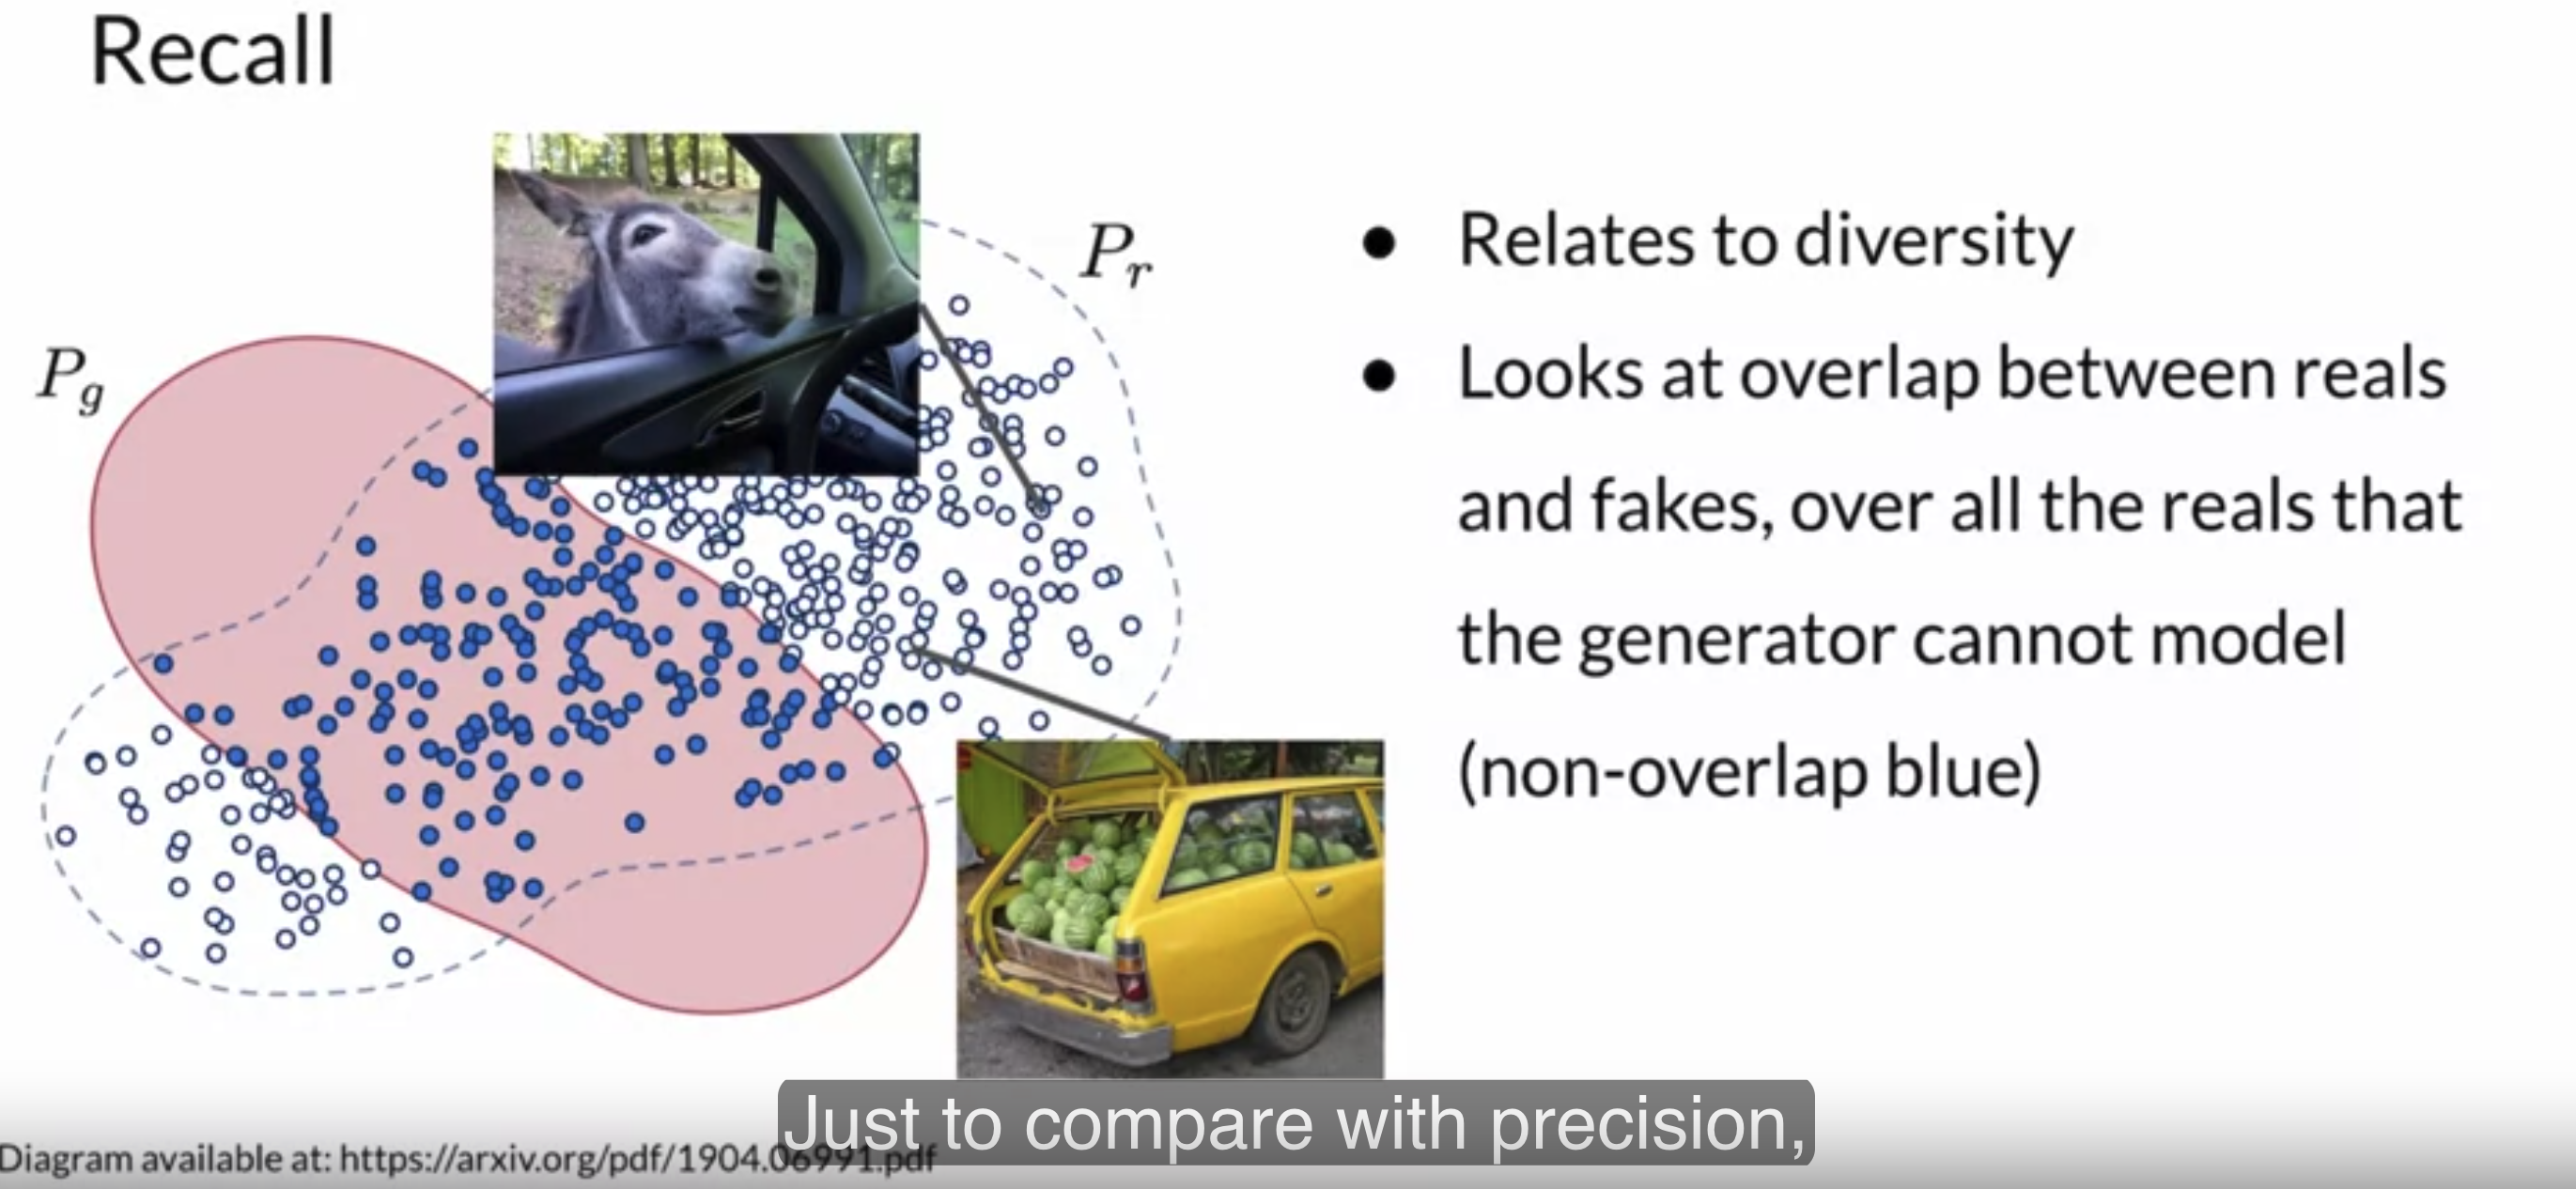 Recall
P_r
P_g
● Relates to diversity
● Looks at overlap between reals
and fakes, over all the reals that
the generator cannot model
(non-overlap blue)
Just to compare with precision,
Diagram available at: https://arxiv.org/pdf/1904.06991.pdf